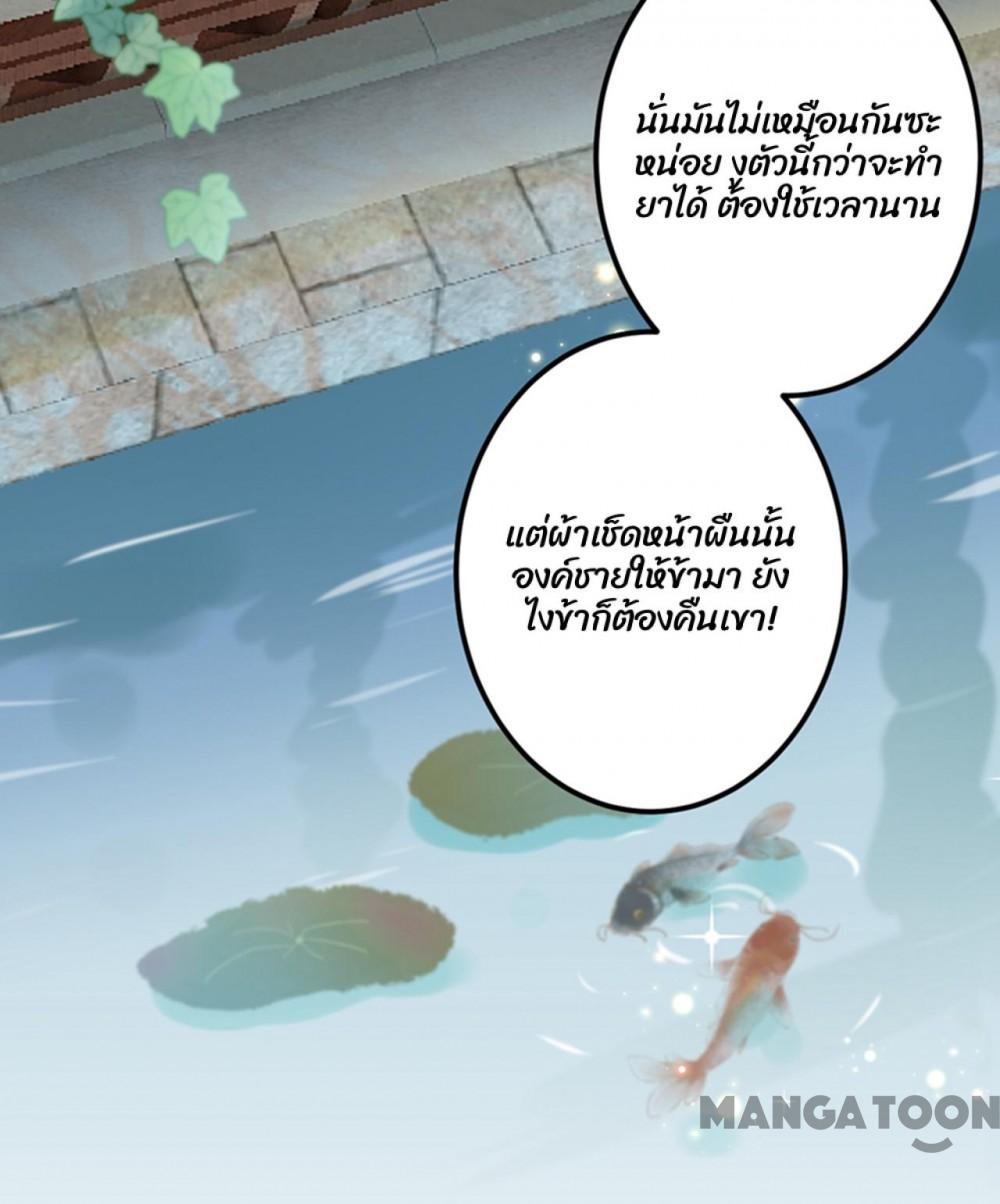 นั่นมันไม่เหมือนกันซะ
หน่อย งูตัวนี้กว่าจะทำ
ยาได้ ต้องใช้เวลานาน
แต่ผ้าเช็ดหน้าผืนนั้น
องค์ชายให้ข้ามา ยัง
ไงข้าก็ต้องคืนเขา!
MANGATOON